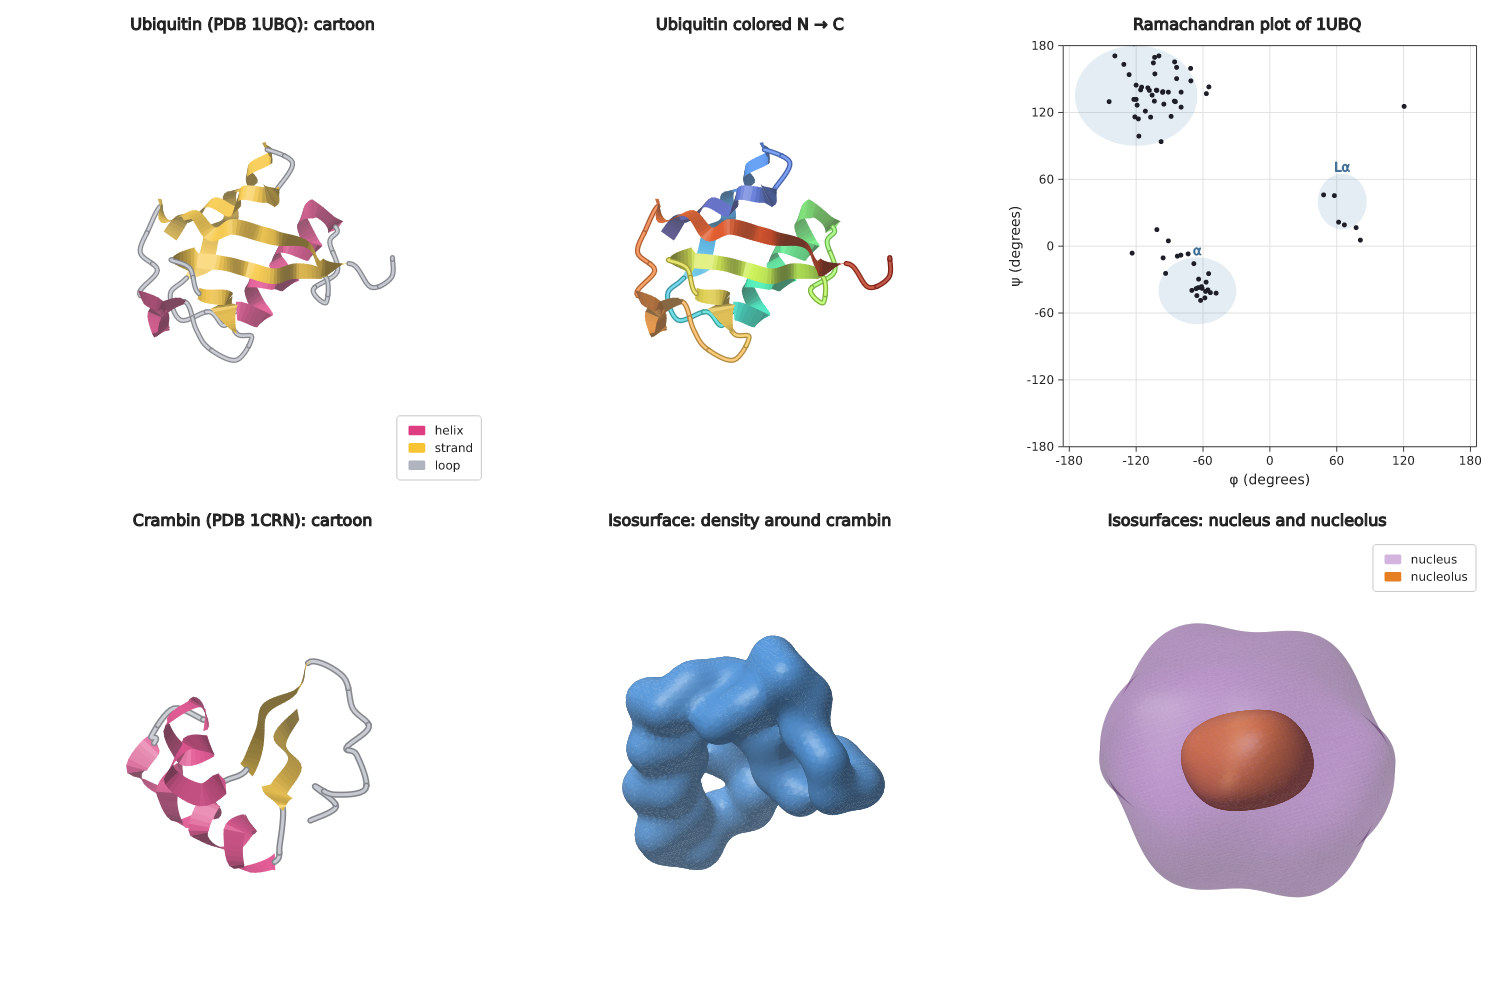 Ubiquitin (PDB 1UBQ): cartoon
Ubiquitin colored N → C
Ramachandran plot of 1UBQ
helix
strand
loop
180
120
60
0
-60
-120
-180
ψ (degrees)
Lα
α
-180
-120
-60
0
60
120
180
φ (degrees)
Crambin (PDB 1CRN): cartoon
Isosurface: density around crambin
Isosurfaces: nucleus and nucleolus
nucleus
nucleolus